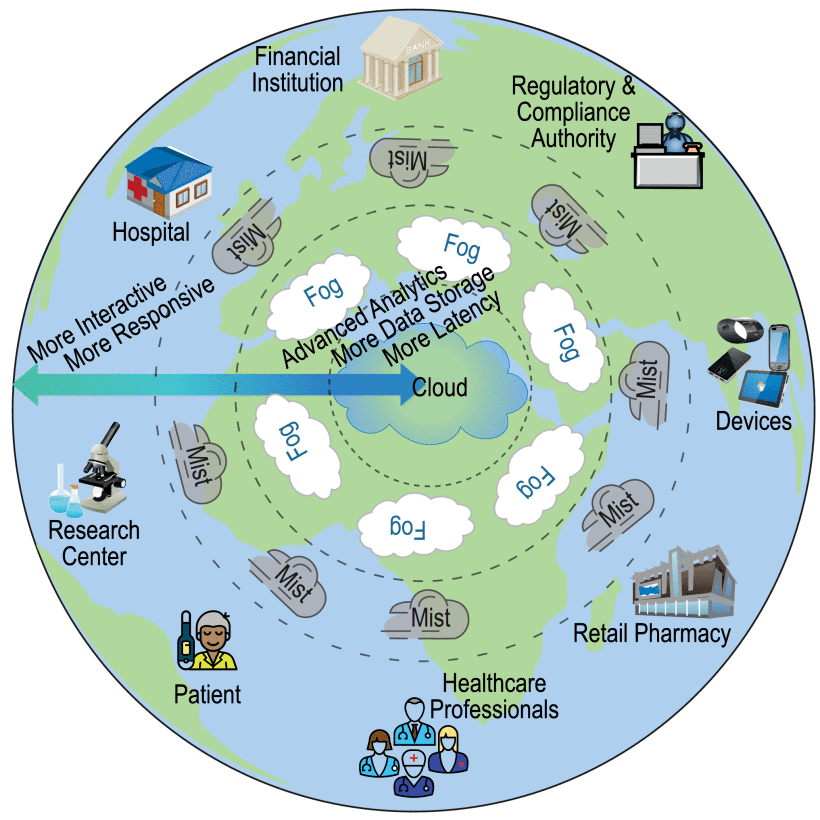 Financial
Institution
BANK
Regulatory &
Compliance
Authority
Mist
Mist
Mist
Hospital
Fog
Fog
More Interactive
More Responsive
Advanced Analytics
More Data Storage
More Latency
Fog
Mist
Cloud
Devices
Fog
Mist
Fog
Mist
Research
Center
Fog
Mist
Mist
Retail Pharmacy
Patient
Healthcare
Professionals